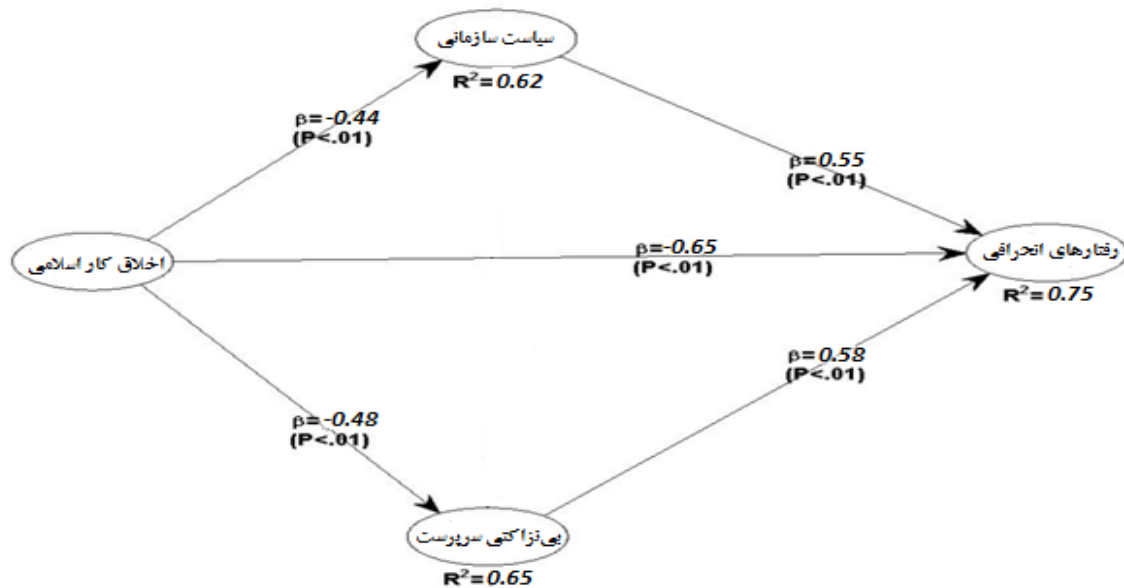 سیاست سازمانی
R²=0.62
β=-0.44
(P<.01)
β=0.55
(P<.01)
اخلاق کار اسلامی
β=-0.65
(P<.01)
رفتارهای انحرافی
R²=0.75
β=0.58
(P<.01)
β=-0.48
(P<.01)
بی‌نزاکتی سرپرست
R²=0.65